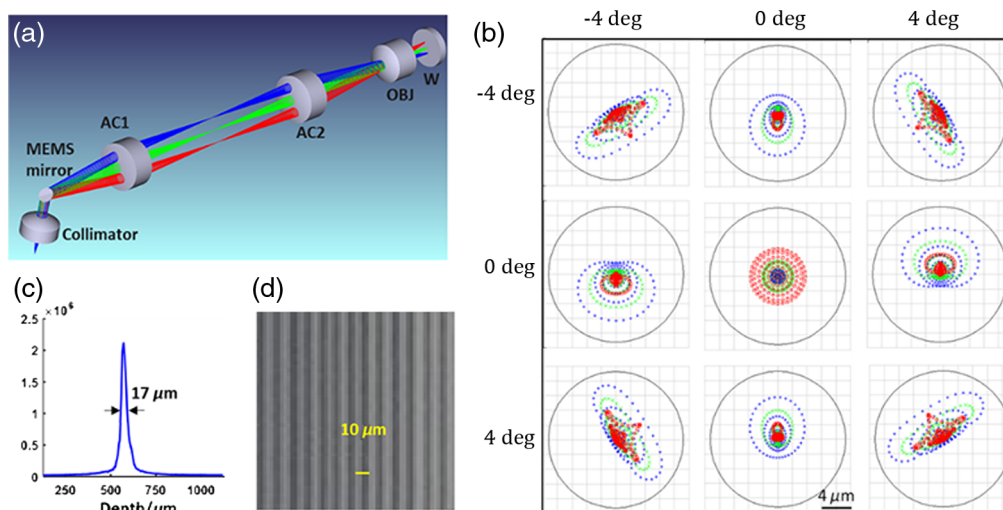 (a)
W
OBJ
AC2
AC1
MEMS
mirror
Collimator
(b)
-4 deg
0 deg
4 deg
-4 deg
0 deg
4 deg
4 μm
(c)
× 10⁶
2.5
2
1.5
1
0.5
0
17 μm
250
500
750
1000
Depth/μm
(d)
10 μm